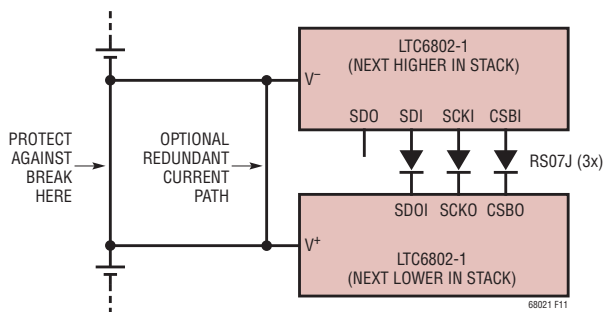 LTC6802-1
(NEXT HIGHER IN STACK)
V–
SDO SDI SCKI CSBI
PROTECT
AGAINST
BREAK
HERE
OPTIONAL
REDUNDANT
CURRENT
PATH
RS07J (3x)
SDOI SCKO CSBO
V+
LTC6802-1
(NEXT LOWER IN STACK)
68021 F11